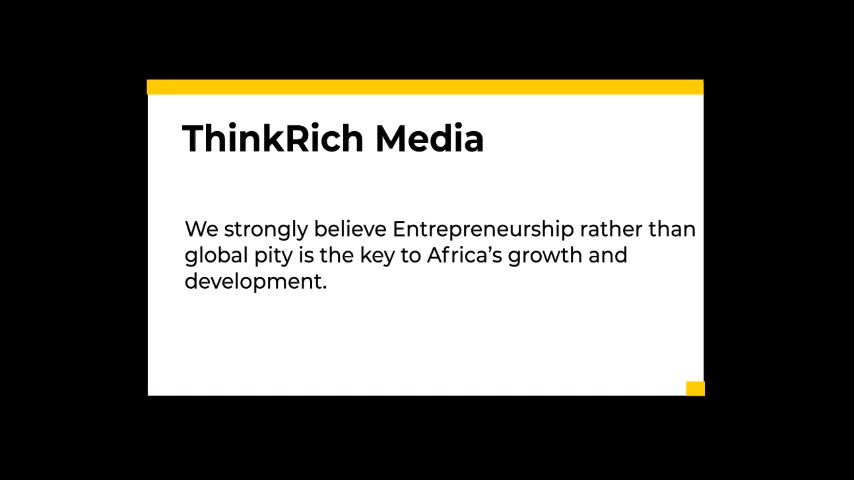 ThinkRich Media
We strongly believe Entrepreneurship rather than
global pity is the key to Africa’s growth and
development.